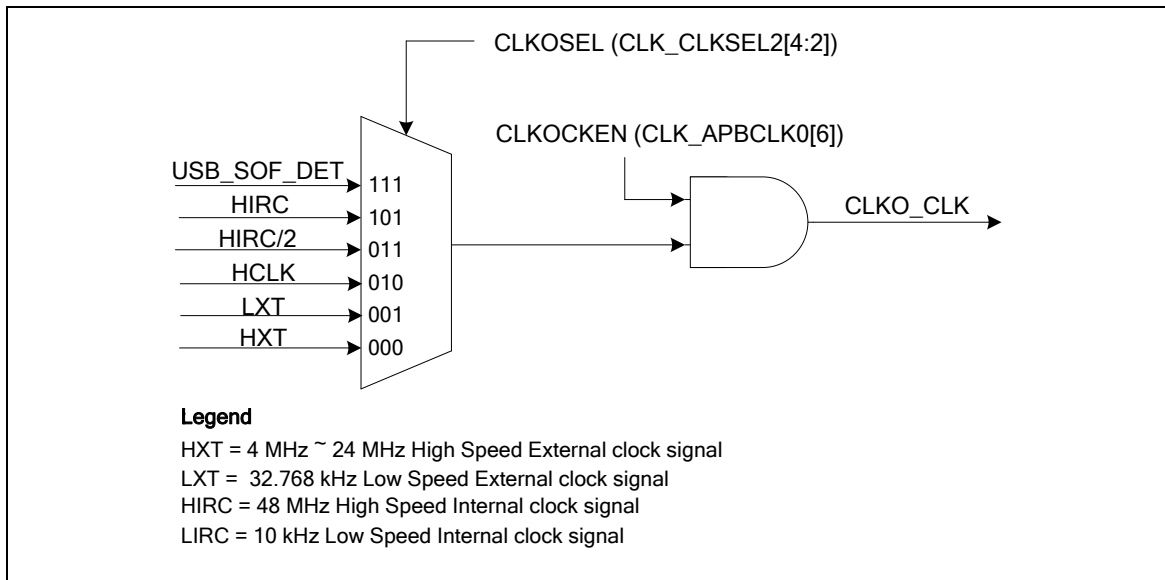 CLKOSEL (CLK_CLKSEL2[4:2])
CLKOCKEN (CLK_APBCLK0[6])
USB_SOF_DET 111
HIRC 101
HIRC/2 011
HCLK 010
LXT 001
HXT 000
CLKO_CLK
Legend
HXT = 4 MHz ~ 24 MHz High Speed External clock signal
LXT = 32.768 kHz Low Speed External clock signal
HIRC = 48 MHz High Speed Internal clock signal
LIRC = 10 kHz Low Speed Internal clock signal